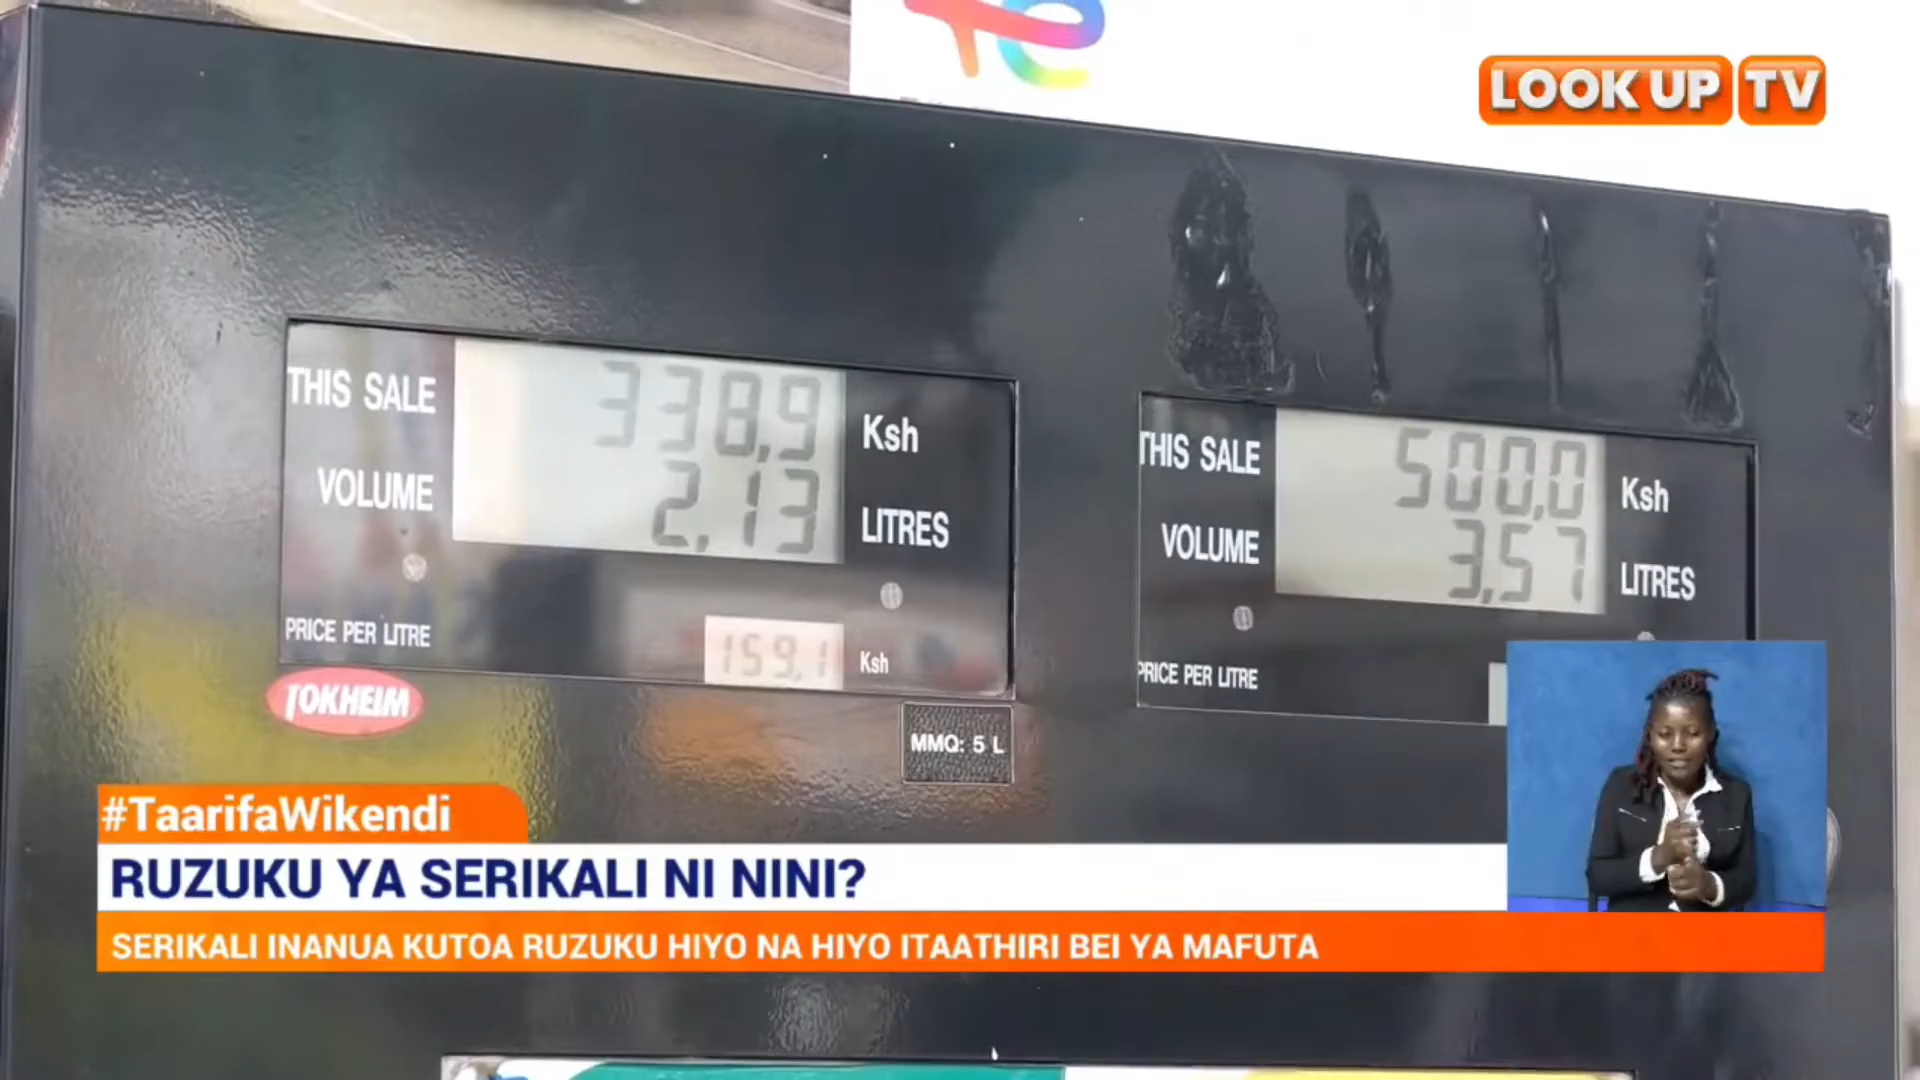 LOOK UP TV
THIS SALE 338,9 Ksh
VOLUME 2,13 LITRES
PRICE PER LITRE 159,1 Ksh
TOKHEIM
MMQ: 5 L
THIS SALE 500,0 Ksh
VOLUME 3,57 LITRES
PRICE PER LITRE
#TaarifaWikendi
RUZUKU YA SERIKALI NI NINI?
SERIKALI INANUA KUTOA RUZUKU HIYO NA HIYO ITAATHIRI BEI YA MAFUTA